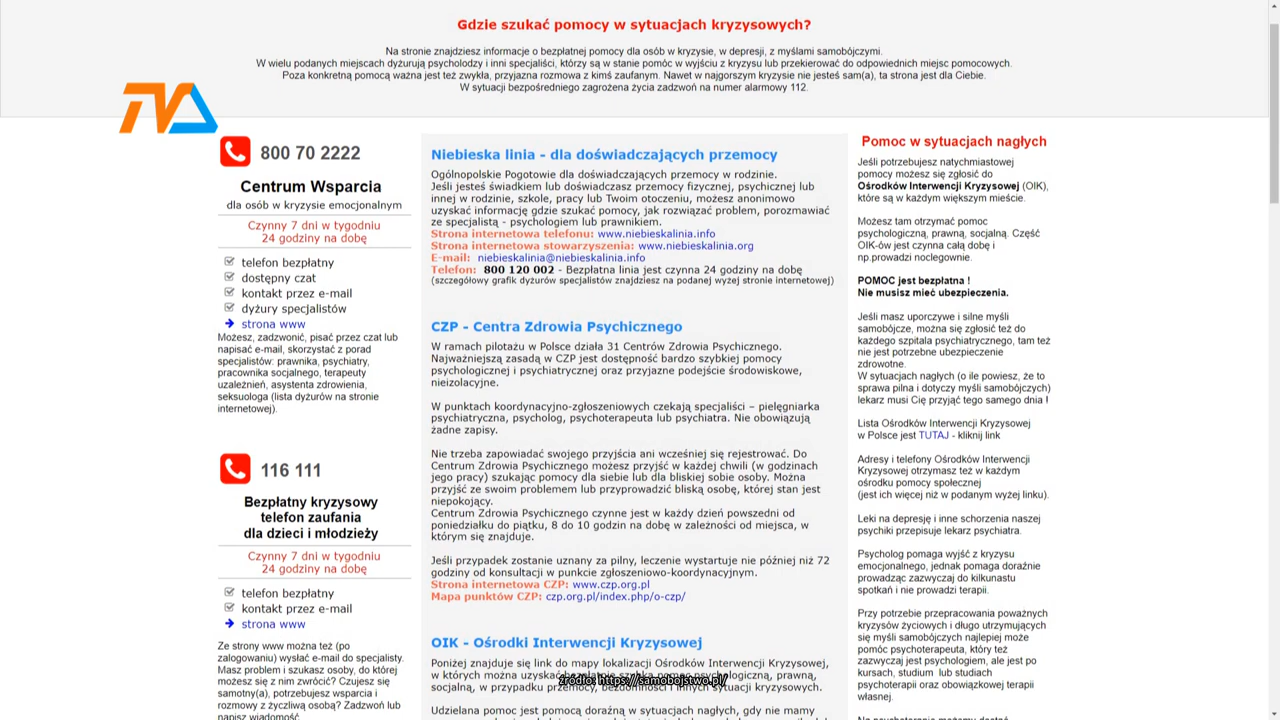 Gdzie szukać pomocy w sytuacjach kryzysowych?
Na stronie znajdziesz informacje o bezpłatnej pomocy dla osób w kryzysie, w depresji, z myślami samobójczymi.
W wielu podanych miejscach dyżurują psycholodzy i inni specjaliści, którzy są w stanie pomóc w wyjściu z kryzysu lub przekierować do odpowiednich miejsc pomocowych.
Poza konkretną pomocą ważna jest też zwykła, przyjazna rozmowa z kimś zaufanym. Nawet w najgorszym kryzysie nie jesteś sam(a), ta strona jest dla Ciebie.
W sytuacji bezpośredniego zagrożena życia zadzwoń na numer alarmowy 112.
TVA
800 70 2222
Centrum Wsparcia
dla osób w kryzysie emocjonalnym
Czynny 7 dni w tygodniu
24 godziny na dobę
telefon bezpłatny
dostępny czat
kontakt przez e-mail
dyżury specjalistów
strona www
Możesz, zadzwonić, pisać przez czat lub
napisać e-mail, skorzystać z porad
specjalistów: prawnika, psychiatry,
pracownika socjalnego, terapeuty
uzależnień, asystenta zdrowienia,
seksuologa (lista dyżurów na stronie
internetowej).
116 111
Bezpłatny kryzysowy
telefon zaufania
dla dzieci i młodzieży
Czynny 7 dni w tygodniu
24 godziny na dobę
telefon bezpłatny
kontakt przez e-mail
strona www
Ze strony www można też (po
zalogowaniu) wysłać e-mail do specjalisty.
Masz problem i szukasz osoby, do której
możesz się z nim zwrócić? Czujesz się
samotny(a), potrzebujesz wsparcia i
rozmowy z życzliwą osobą? Zadzwoń lub
napisz wiadomość
Niebieska linia - dla doświadczających przemocy
Ogólnopolskie Pogotowie dla doświadczających przemocy w rodzinie.
Jeśli jesteś świadkiem lub doświadczasz przemocy fizycznej, psychicznej lub
innej w rodzinie, szkole, pracy lub Twoim otoczeniu, możesz anonimowo
uzyskać informację gdzie szukać pomocy, jak rozwiązać problem, porozmawiać
ze specjalistą - psychologiem lub prawnikiem.
Strona internetowa telefonu: www.niebieskalinia.info
Strona internetowa stowarzyszenia: www.niebieskalinia.org
E-mail: niebieskalinia@niebieskalinia.info
Telefon: 800 120 002 - Bezpłatna linia jest czynna 24 godziny na dobę
(szczegółowy grafik dyżurów specjalistów znajdziesz na podanej wyżej stronie internetowej)
CZP - Centra Zdrowia Psychicznego
W ramach pilotażu w Polsce działa 31 Centrów Zdrowia Psychicznego.
Najważniejszą zasadą w CZP jest dostępność bardzo szybkiej pomocy
psychologicznej i psychiatrycznej oraz przyjazne podejście środowiskowe,
nieizolacyjne.
W punktach koordynacyjno-zgłoszeniowych czekają specjaliści – pielęgniarka
psychiatryczna, psycholog, psychoterapeuta lub psychiatra. Nie obowiązują
żadne zapisy.
Nie trzeba zapowiadać swojego przyjścia ani wcześniej się rejestrować. Do
Centrum Zdrowia Psychicznego możesz przyjść w każdej chwili (w godzinach
jego pracy) szukając pomocy dla siebie lub dla bliskiej sobie osoby. Można
przyjść ze swoim problemem lub przyprowadzić bliską osobę, której stan jest
niepokojący.
Centrum Zdrowia Psychicznego czynne jest w każdy dzień powszedni od
poniedziałku do piątku, 8 do 10 godzin na dobę w zależności od miejsca, w
którym się znajduje.
Jeśli przypadek zostanie uznany za pilny, leczenie wystartuje nie później niż 72
godziny od konsultacji w punkcie zgłoszeniowo-koordynacyjnym.
Strona internetowa CZP: www.czp.org.pl
Mapa punktów CZP: czp.org.pl/index.php/o-czp/
OIK - Ośrodki Interwencji Kryzysowej
Poniżej znajduje się link do mapy lokalizacji Ośrodków Interwencji Kryzysowej,
w których można uzyskać bezpłatnie szybką pomoc psychologiczną, prawną,
socjalną, w przypadku przemocy, bezdomności i innych sytuacji kryzysowych.
Udzielana pomoc jest pomocą doraźną w sytuacjach nagłych, gdy nie mamy
źródło: https://samobojstwo.pl/
Pomoc w sytuacjach nagłych
Jeśli potrzebujesz natychmiastowej
pomocy możesz się zgłosić do
Ośrodków Interwencji Kryzysowej (OIK),
które są w każdym większym mieście.
Możesz tam otrzymać pomoc
psychologiczną, prawną, socjalną. Część
OIK-ów jest czynna całą dobę i
np.prowadzi noclegownie.
POMOC jest bezpłatna !
Nie musisz mieć ubezpieczenia.
Jeśli masz uporczywe i silne myśli
samobójcze, można się zgłosić też do
każdego szpitala psychiatrycznego, tam też
nie jest potrzebne ubezpieczenie
zdrowotne.
W sytuacjach nagłych (o ile powiesz, że to
sprawa pilna i dotyczy myśli samobójczych)
lekarz musi Cię przyjąć tego samego dnia !
Lista Ośrodków Interwencji Kryzysowej
w Polsce jest TUTAJ - kliknij link
Adresy i telefony Ośrodków Interwencji
Kryzysowej otrzymasz też w każdym
ośrodku pomocy społecznej
(jest ich więcej niż w podanym wyżej linku).
Leki na depresję i inne schorzenia naszej
psychiki przepisuje lekarz psychiatra.
Psycholog pomaga wyjść z kryzysu
emocjonalnego, jednak pomaga doraźnie
prowadząc zazwyczaj do kilkunastu
spotkań i nie prowadzi terapii.
Przy potrzebie przepracowania poważnych
kryzysów życiowych i długo utrzymujących
się myśli samobójczych najlepiej może
pomóc psychoterapeuta, który też
zazwyczaj jest psychologiem, ale jest po
kursach, studium lub studiach
psychoterapii oraz obowiązkowej terapii
własnej.